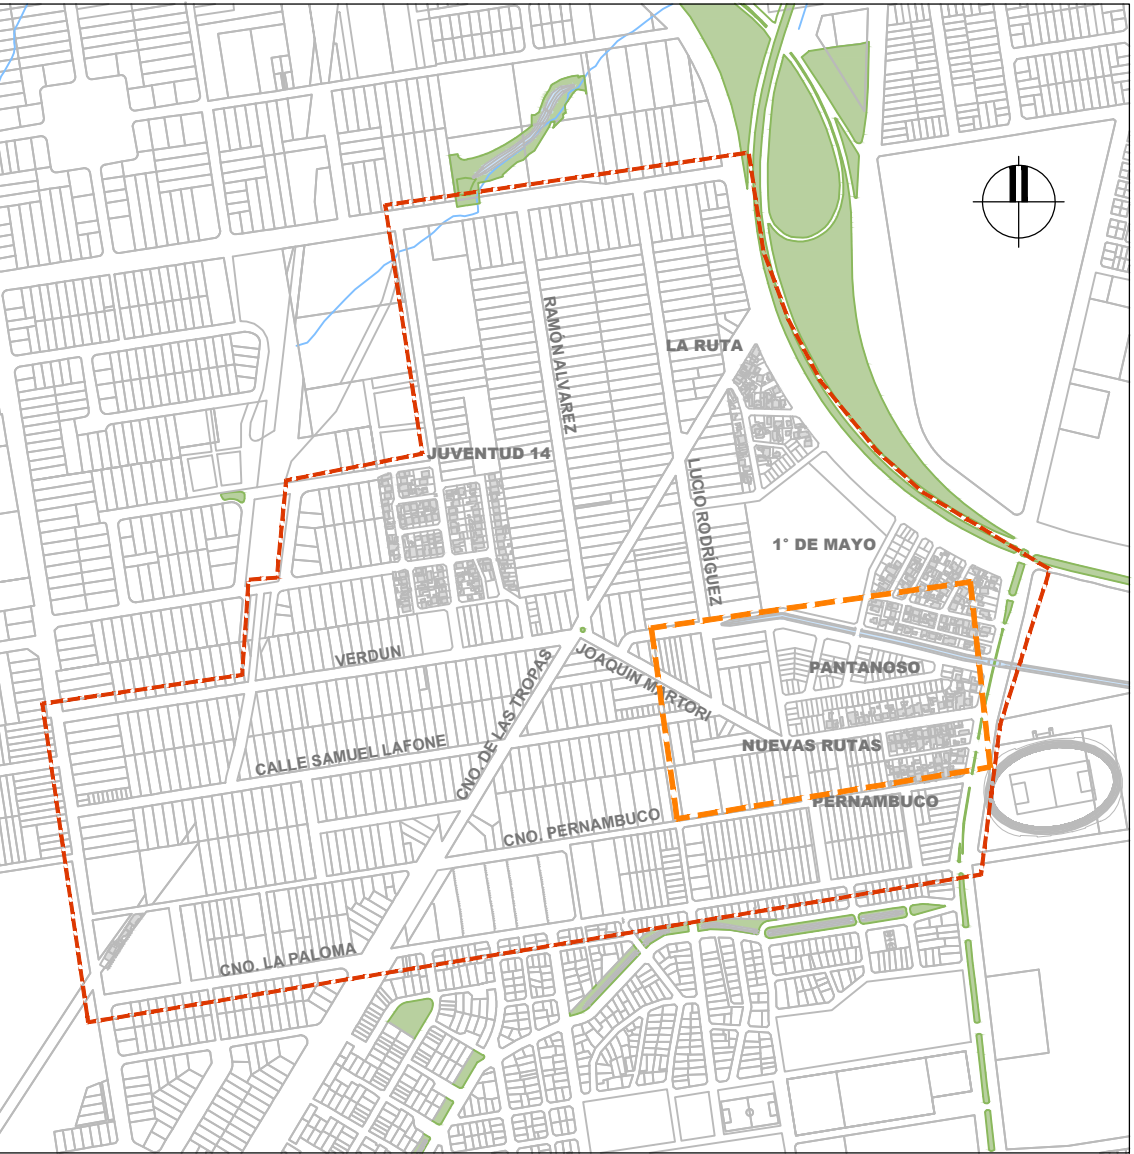 RAMÓN ALVAREZ
LA RUTA
JUVENTUD 14
LUCIO RODRÍGUEZ
1° DE MAYO
VERDUN
JOAQUIN MARTORI
PANTANOSO
CNO. DE LAS TROPAS
CALLE SAMUEL LAFONE
NUEVAS RUTAS
PERNAMBUCO
CNO. PERNAMBUCO
CNO. LA PALOMA